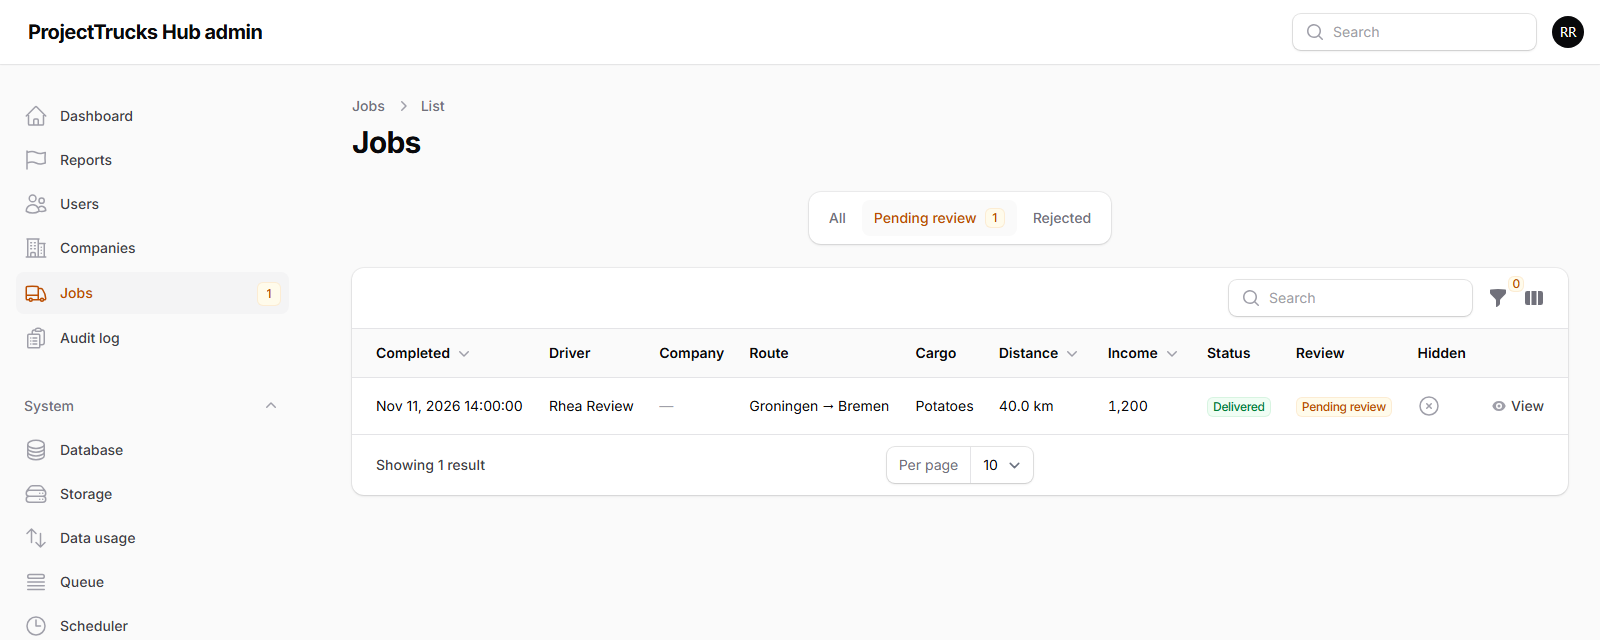 ProjectTrucks Hub admin
Search
RR
Dashboard
Reports
Users
Companies
Jobs 1
Audit log
System
Database
Storage
Data usage
Queue
Scheduler
Jobs > List
Jobs
All Pending review 1 Rejected
Search
0
Completed Driver Company Route Cargo Distance Income Status Review Hidden
Nov 11, 2026 14:00:00 Rhea Review — Groningen → Bremen Potatoes 40.0 km 1,200 Delivered Pending review View
Showing 1 result Per page 10